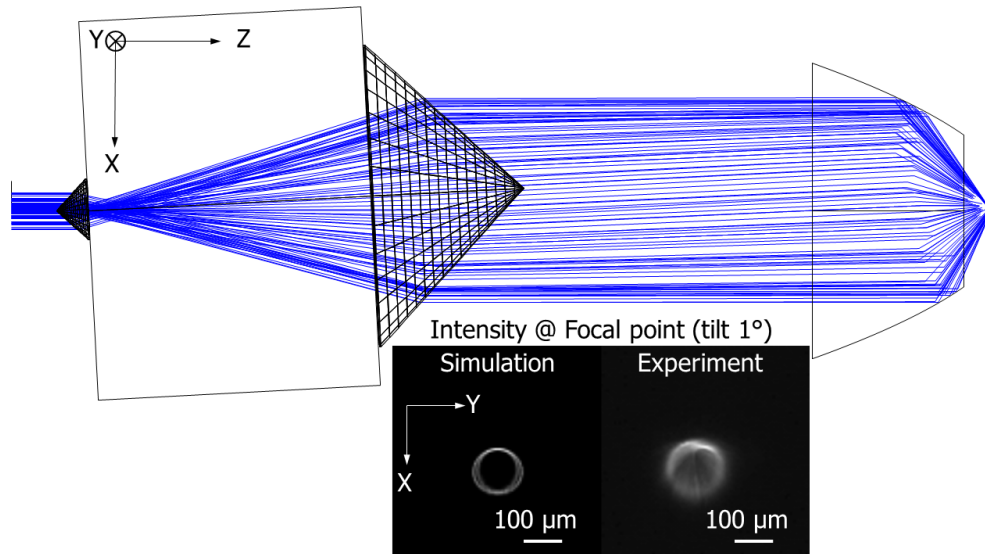 Y Z
X
Intensity @ Focal point (tilt 1°)
Simulation Experiment
Y
X
100 µm 100 µm